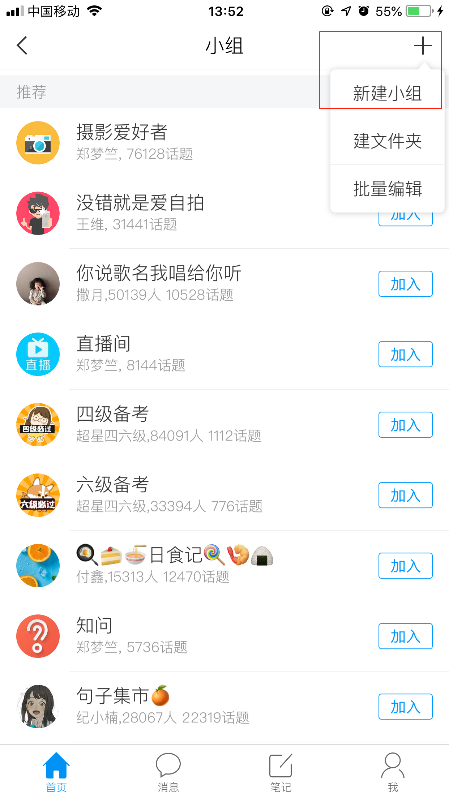 中国移动 13:52 55%
小组
新建小组
建文件夹
批量编辑
推荐
摄影爱好者
郑梦竺, 76128话题
没错就是爱自拍
王维, 31441话题
加入
你说歌名我唱给你听
撒月,50139人 10528话题
加入
直播
直播间
郑梦竺, 8144话题
加入
四级必过
四级备考
超星四六级,84091人 1112话题
加入
六级必过
六级备考
超星四六级,33394人 776话题
加入
🍳🍰🍜日食记🍭🍤🍙
付鑫,15313人 12470话题
加入
知问
郑梦竺, 5736话题
加入
句子集市🍊
纪小楠,28067人 22319话题
加入
首页 消息 笔记 我